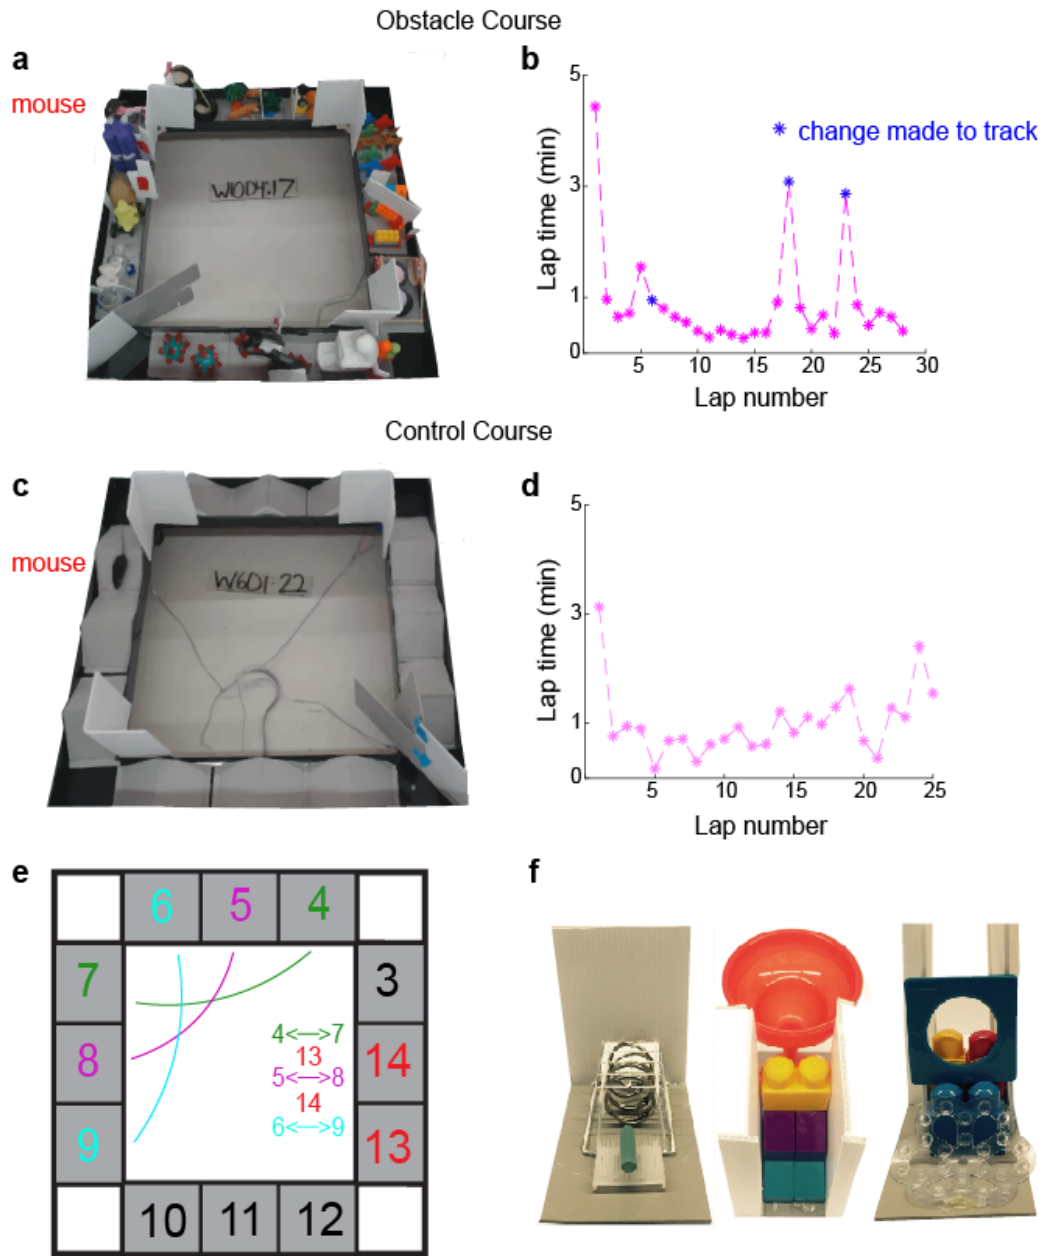 Obstacle Course
a
mouse
W10D4:17
b
5
3
1
0
Lap time (min)
* change made to track
5 10 15 20 25 30
Lap number
Control Course
c
mouse
W6D1:22
d
5
3
1
0
Lap time (min)
5 10 15 20 25
Lap number
e
6 5 4
7 3
8 14
9 13
10 11 12
4<—>7
13
5<—>8
14
6<—>9
f